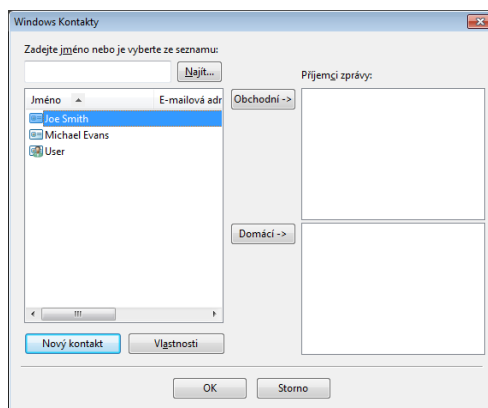 Windows Kontakty
Zadejte jméno nebo je vyberte ze seznamu:
Najít...
Příjemci zprávy:
Jméno E-mailová adr
Obchodní ->
Joe Smith
Michael Evans
User
Domácí ->
Nový kontakt Vlastnosti
OK Storno